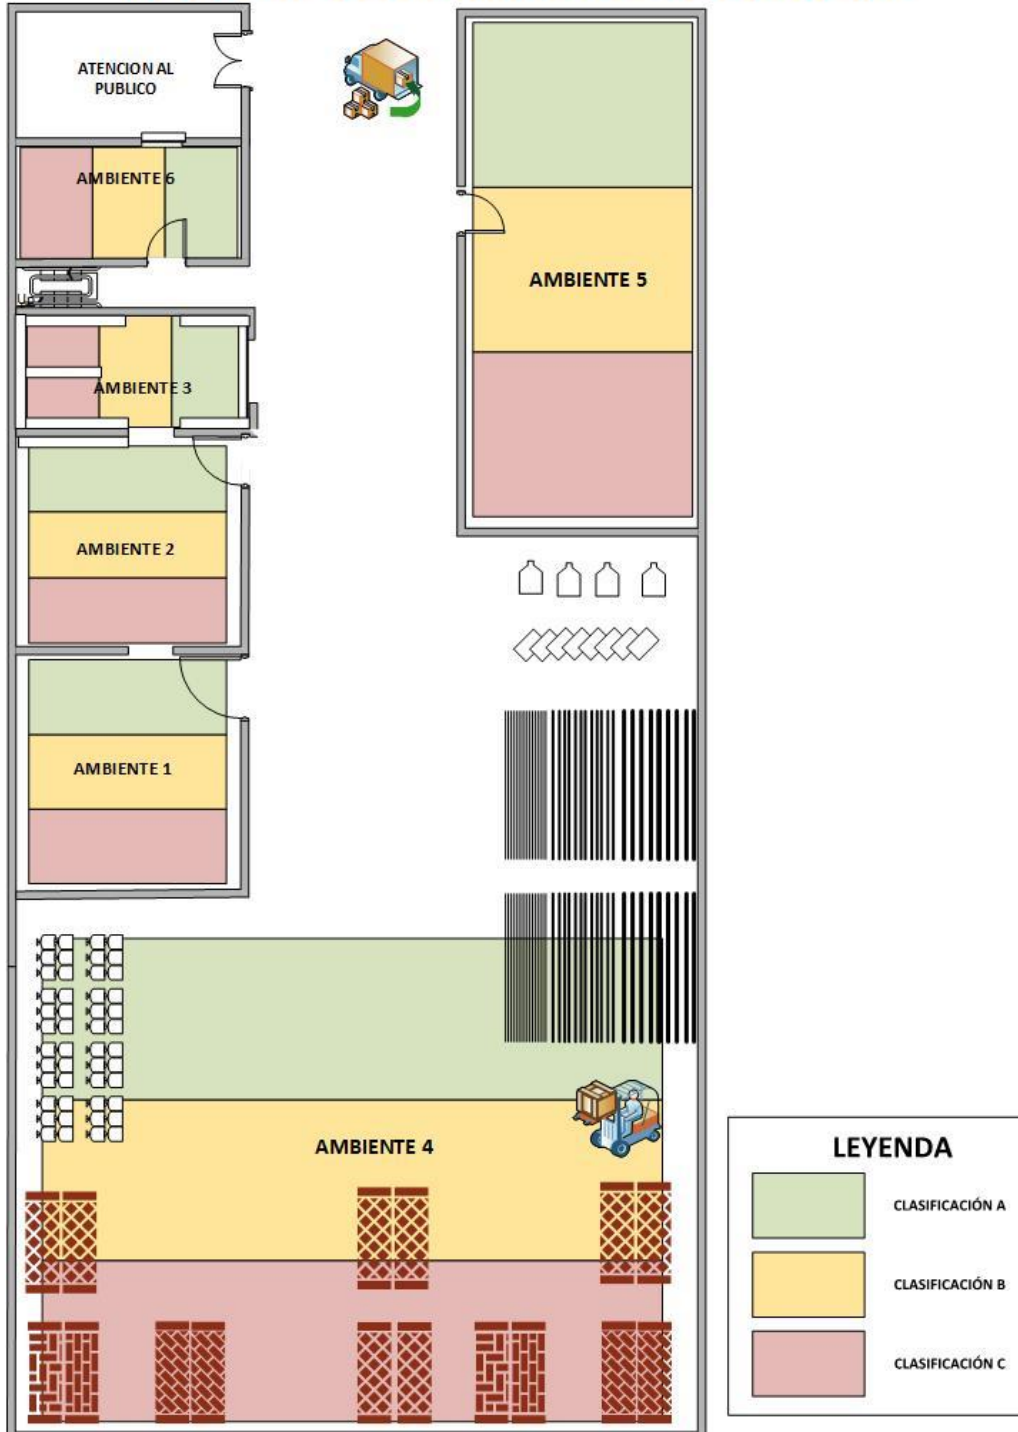 ATENCION AL
PUBLICO
AMBIENTE 6
AMBIENTE 5
AMBIENTE 3
AMBIENTE 2
AMBIENTE 1
AMBIENTE 4
LEYENDA
CLASIFICACIÓN A
CLASIFICACIÓN B
CLASIFICACIÓN C